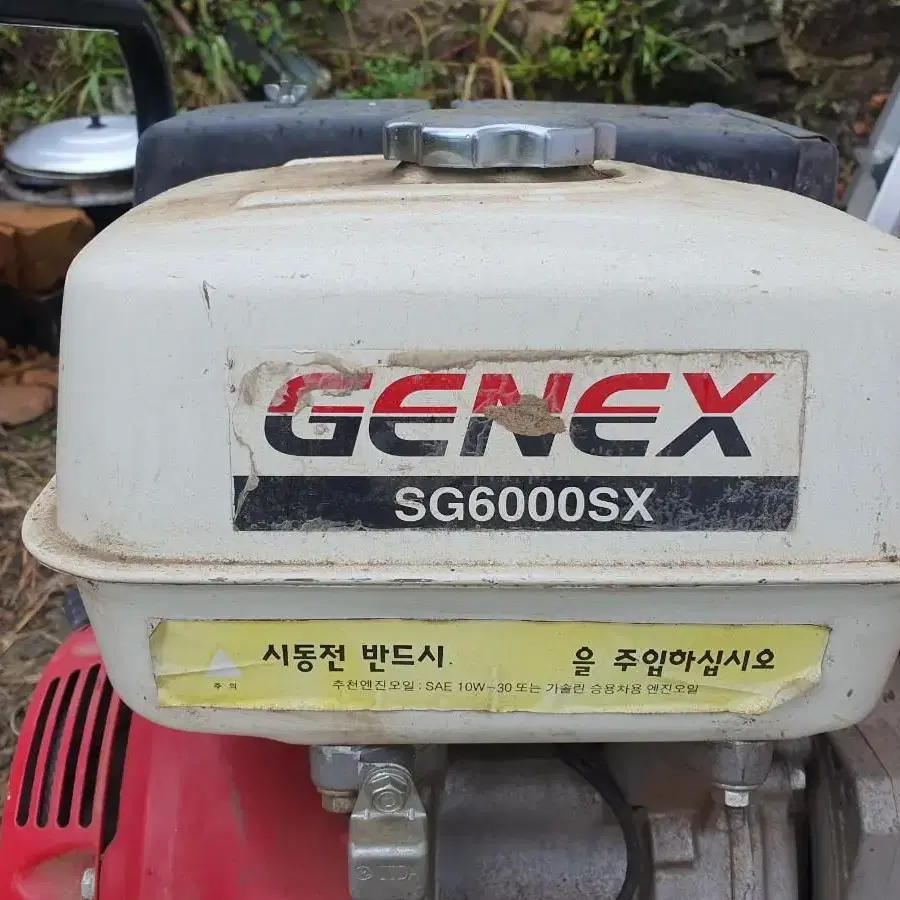 GENEX
SG6000SX
시동전 반드시 을 주입하십시오
주 의
추천엔진오일 : SAE 10W-30 또는 가솔린 승용차용 엔진오일